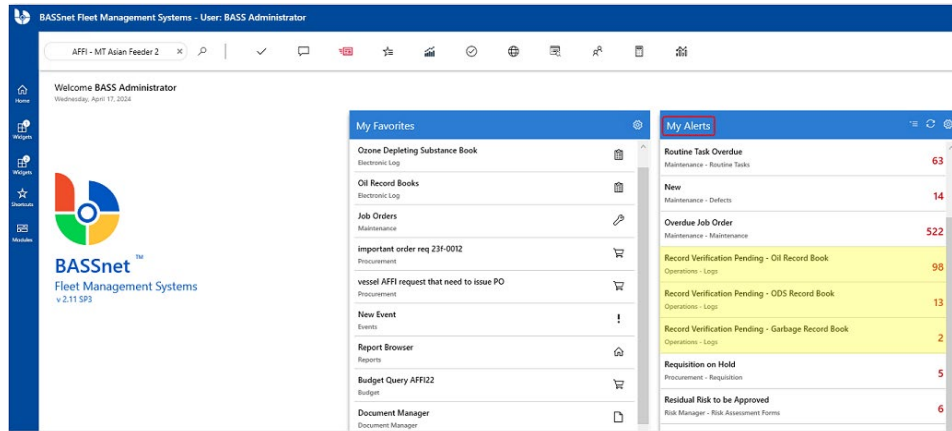 BASSnet Fleet Management Systems - User: BASS Administrator
AFFI - MT Asian Feeder 2
Home
Widgets
Widgets
Shortcuts
Modules
Welcome BASS Administrator
Wednesday, April 17, 2024
BASSnet ™
Fleet Management Systems
v 2.11 SP3
My Favorites
Ozone Depleting Substance Book
Electronic Log
Oil Record Books
Electronic Log
Job Orders
Maintenance
important order req 23f-0012
Procurement
vessel AFFI request that need to issue PO
Procurement
New Event
Events
Report Browser
Reports
Budget Query AFFI22
Budget
Document Manager
Document Manager
My Alerts
Routine Task Overdue
Maintenance - Routine Tasks
63
New
Maintenance - Defects
14
Overdue Job Order
Maintenance - Maintenance
522
Record Verification Pending - Oil Record Book
Operations - Logs
98
Record Verification Pending - ODS Record Book
Operations - Logs
13
Record Verification Pending - Garbage Record Book
Operations - Logs
2
Requisition on Hold
Procurement - Requisition
5
Residual Risk to be Approved
Risk Manager - Risk Assessment Forms
6